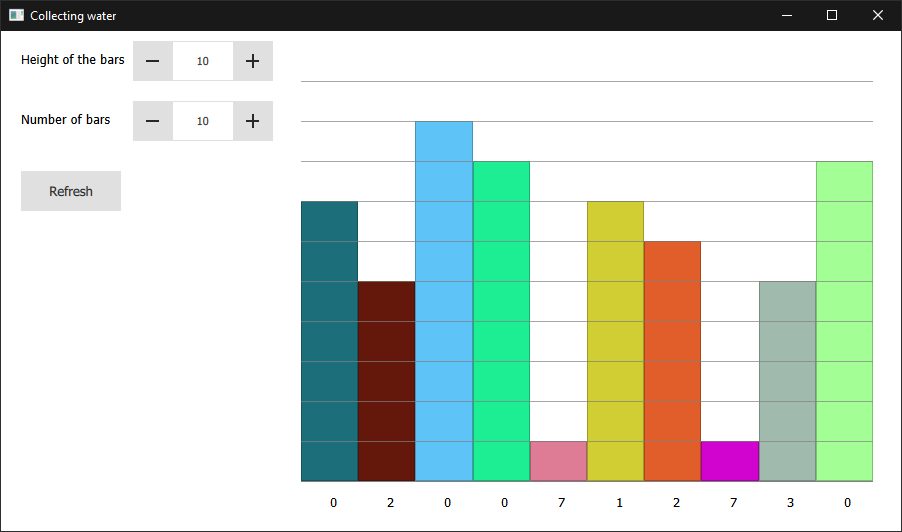 Collecting water
Height of the bars
10
Number of bars
10
Refresh
0 2 0 0 7 1 2 7 3 0